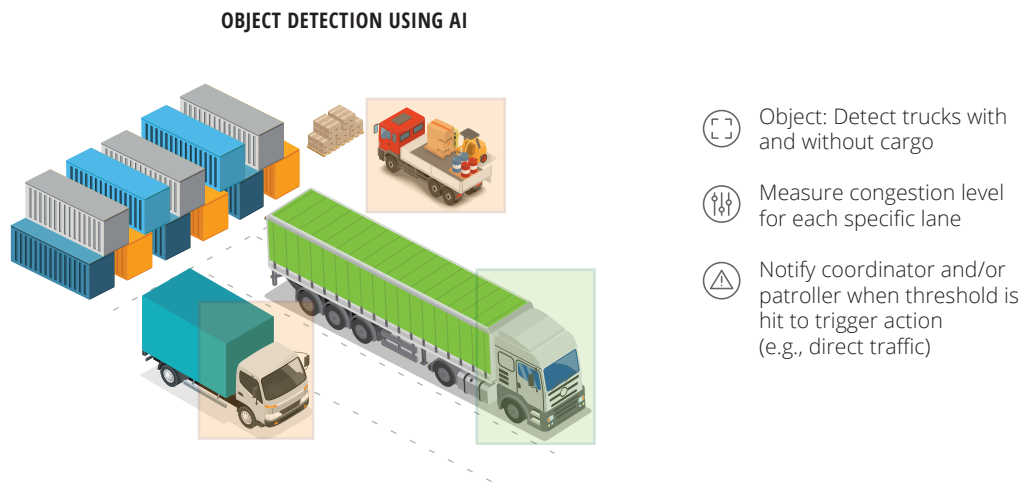 OBJECT DETECTION USING AI
Object: Detect trucks with
and without cargo
Measure congestion level
for each specific lane
Notify coordinator and/or
patroller when threshold is
hit to trigger action
(e.g., direct traffic)